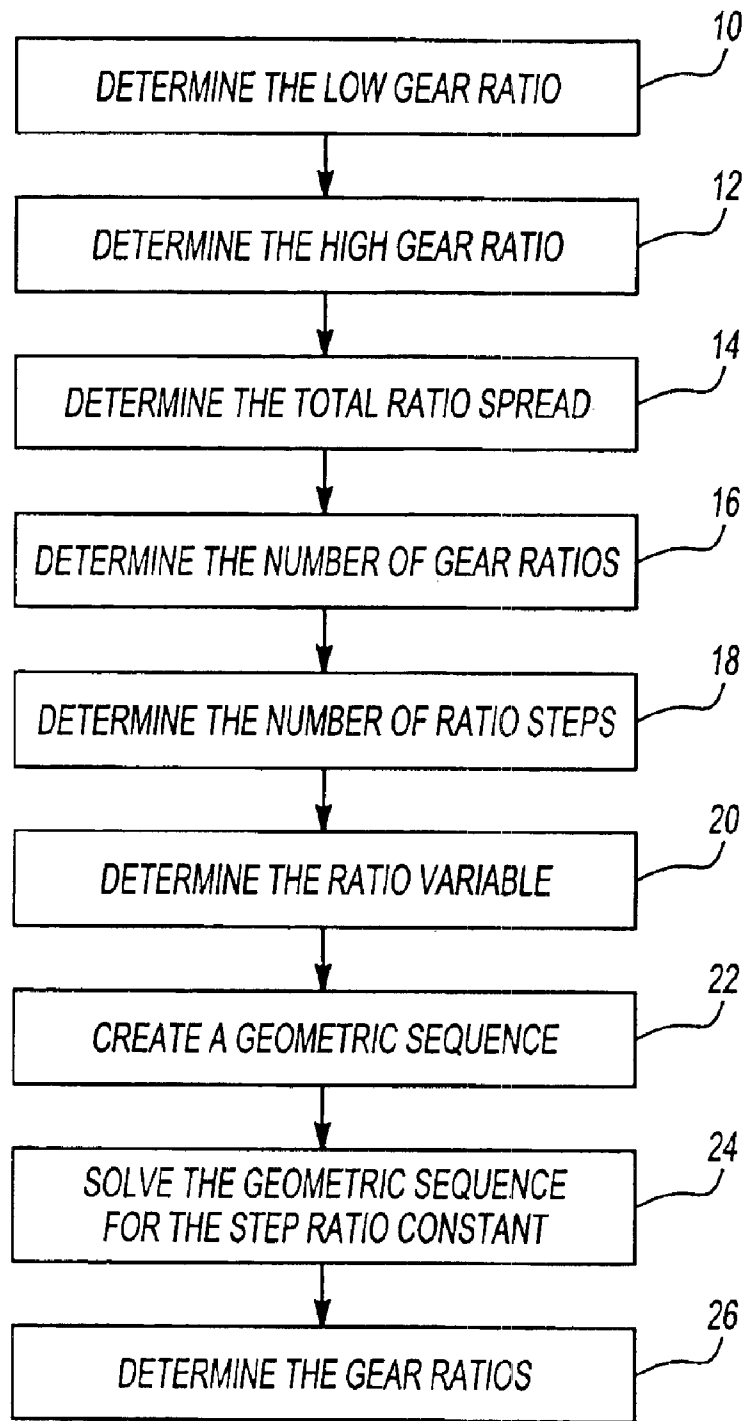 10
DETERMINE THE LOW GEAR RATIO
12
DETERMINE THE HIGH GEAR RATIO
14
DETERMINE THE TOTAL RATIO SPREAD
16
DETERMINE THE NUMBER OF GEAR RATIOS
18
DETERMINE THE NUMBER OF RATIO STEPS
20
DETERMINE THE RATIO VARIABLE
22
CREATE A GEOMETRIC SEQUENCE
24
SOLVE THE GEOMETRIC SEQUENCE
FOR THE STEP RATIO CONSTANT
26
DETERMINE THE GEAR RATIOS